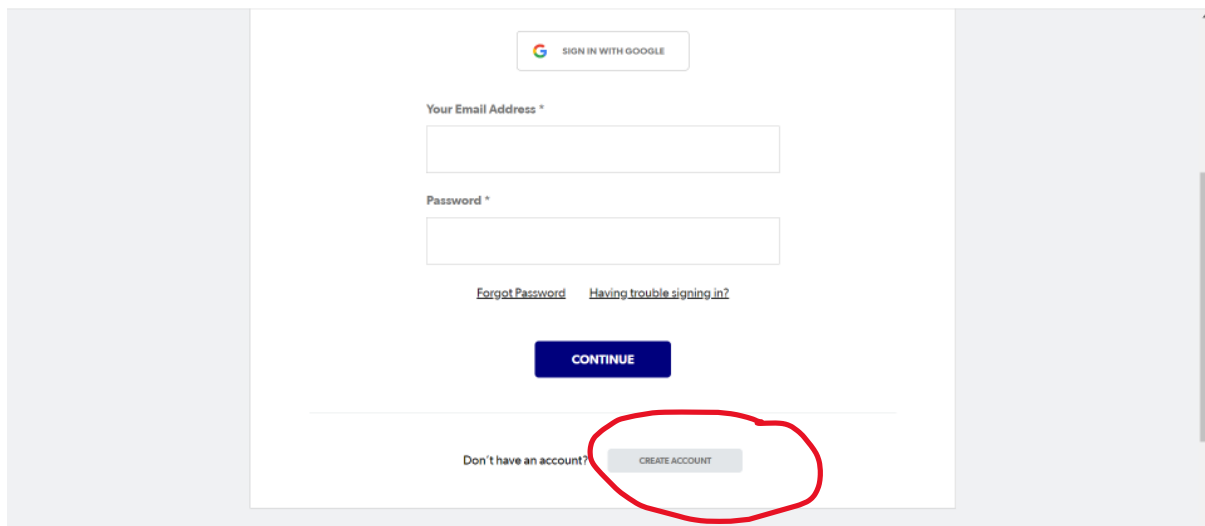 SIGN IN WITH GOOGLE
Your Email Address *
Password *
Forgot Password Having trouble signing in?
CONTINUE
Don't have an account? CREATE ACCOUNT